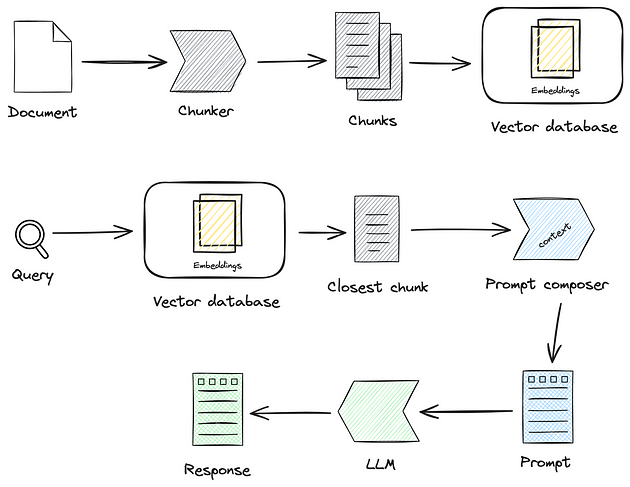 Document
Chunker
Chunks
Embeddings
Vector database
Query
Embeddings
Vector database
Closest chunk
context
Prompt composer
Response
LLM
Prompt